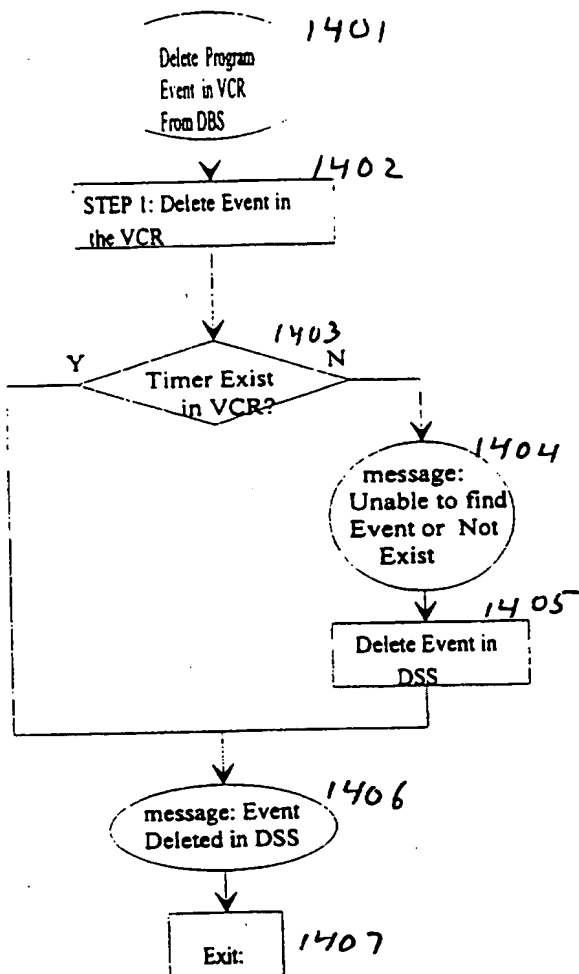 1401
Delete Program
Event in VCR
From DBS
1402
STEP 1: Delete Event in
the VCR
1403
Y
N
Timer Exist
in VCR?
1404
message:
Unable to find
Event or Not
Exist
1405
Delete Event in
DSS
1406
message: Event
Deleted in DSS
Exit:
1407